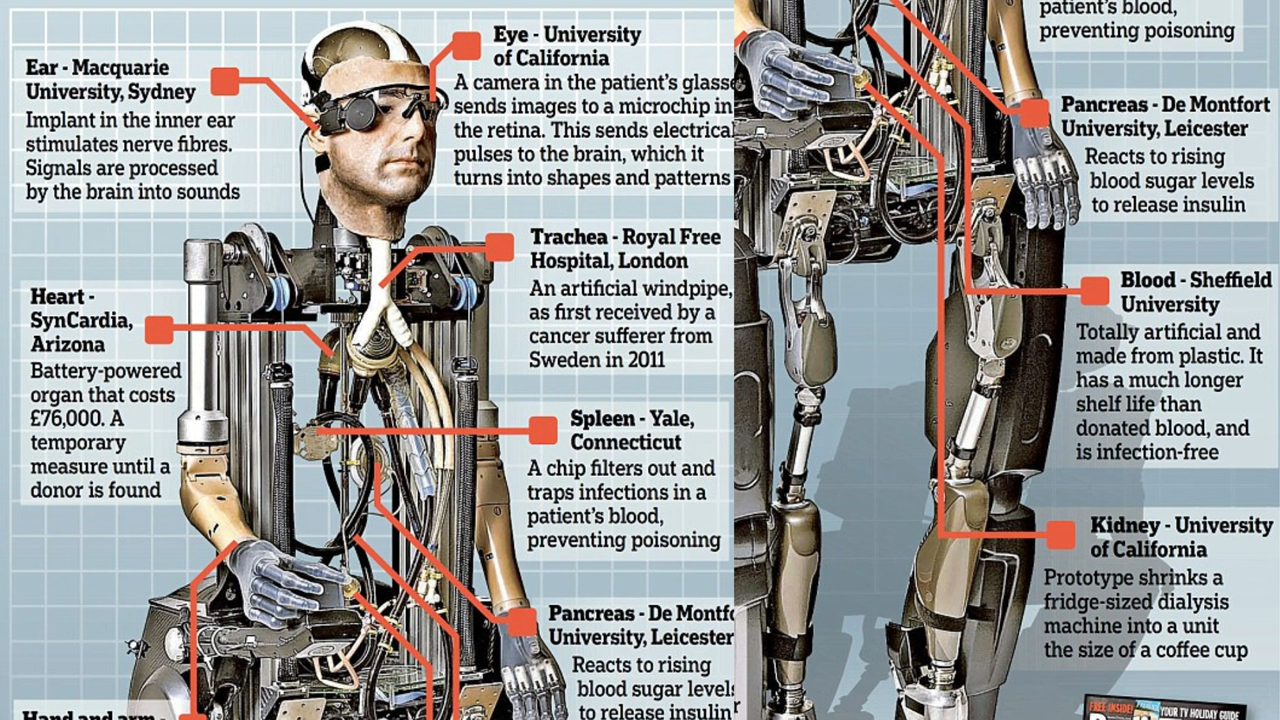 Ear - Macquarie
University, Sydney
Implant in the inner ear
stimulates nerve fibres.
Signals are processed
by the brain into sounds
Eye - University
of California
A camera in the patient's glasse
sends images to a microchip in
the retina. This sends electrical
pulses to the brain, which it
turns into shapes and patterns
Trachea - Royal Free
Hospital, London
An artificial windpipe,
as first received by a
cancer sufferer from
Sweden in 2011
Heart -
SynCardia,
Arizona
Battery-powered
organ that costs
£76,000. A
temporary
measure until a
donor is found
Spleen - Yale,
Connecticut
A chip filters out and
traps infections in a
patient's blood,
preventing poisoning
Pancreas - De Montfo
University, Leicester
Reacts to rising
blood sugar levels
to release insulin
Hand and arm -
patient's blood,
preventing poisoning
Pancreas - De Montfort
University, Leicester
Reacts to rising
blood sugar levels
to release insulin
Blood - Sheffield
University
Totally artificial and
made from plastic. It
has a much longer
shelf life than
donated blood, and
is infection-free
Kidney - University
of California
Prototype shrinks a
fridge-sized dialysis
machine into a unit
the size of a coffee cup
FREE INSIDE!
YOUR TV HOLIDAY GUIDE